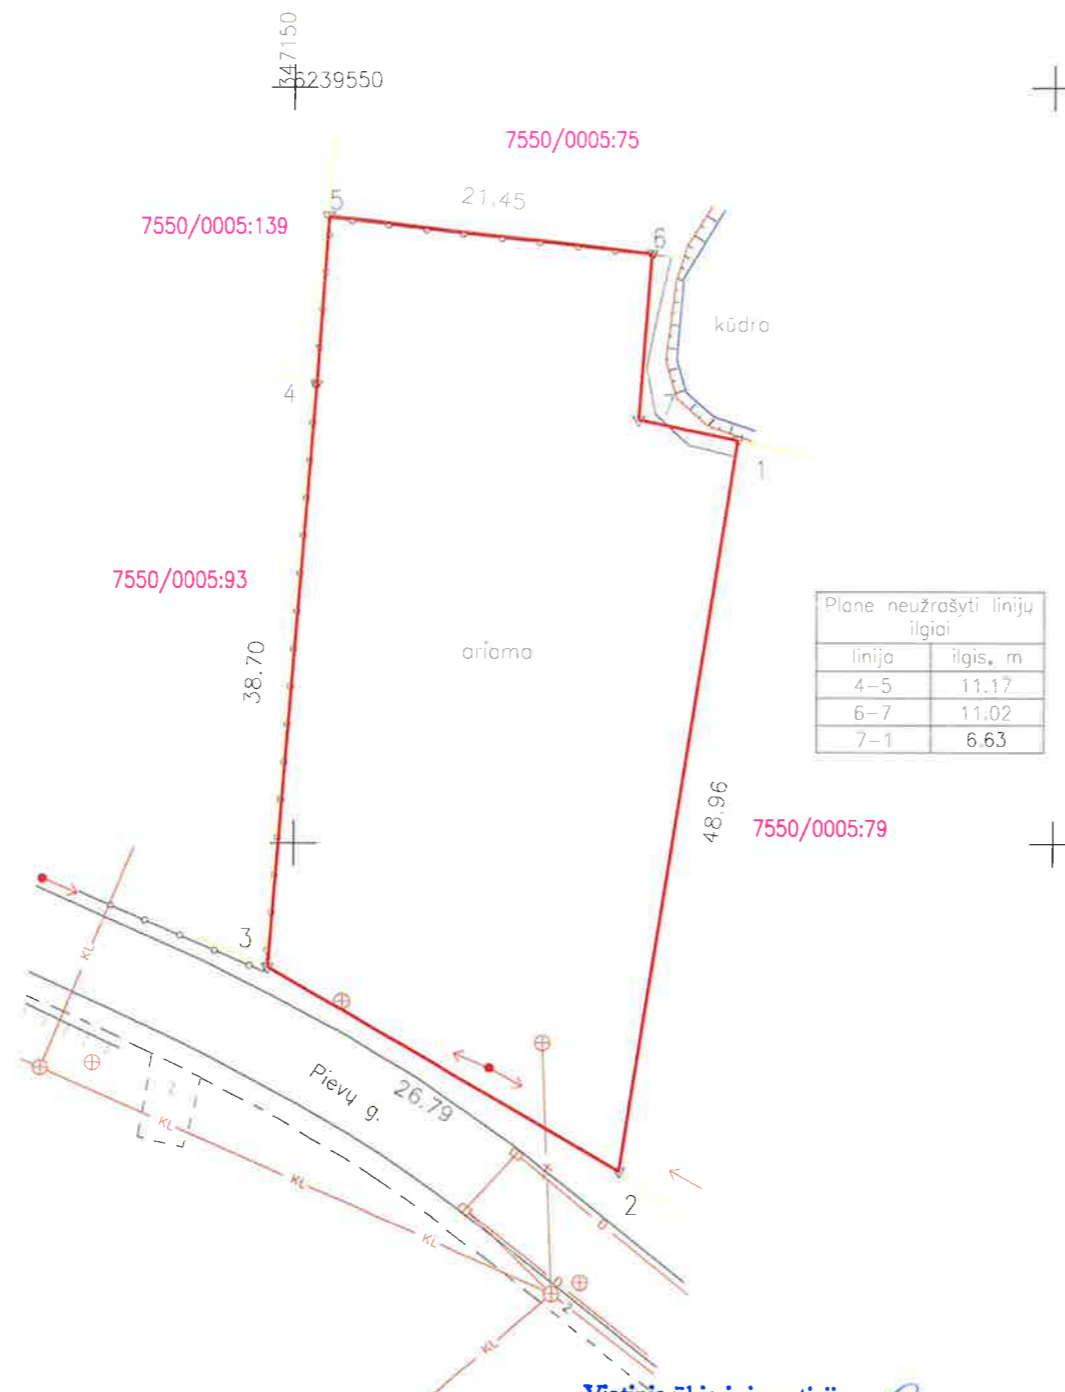 347150
6239550
7550/0005:75
5
21.45
7550/0005:139
6
kūdra
4
1
7550/0005:93
ariama
38.70
Plane neužrašyti linijų
ilgiai
linija ilgis, m
4-5 11.17
6-7 11.02
7-1 6.63
48.96
7550/0005:79
3
KL
Pievų g.
26.79
KL
KL
KL
2
KL